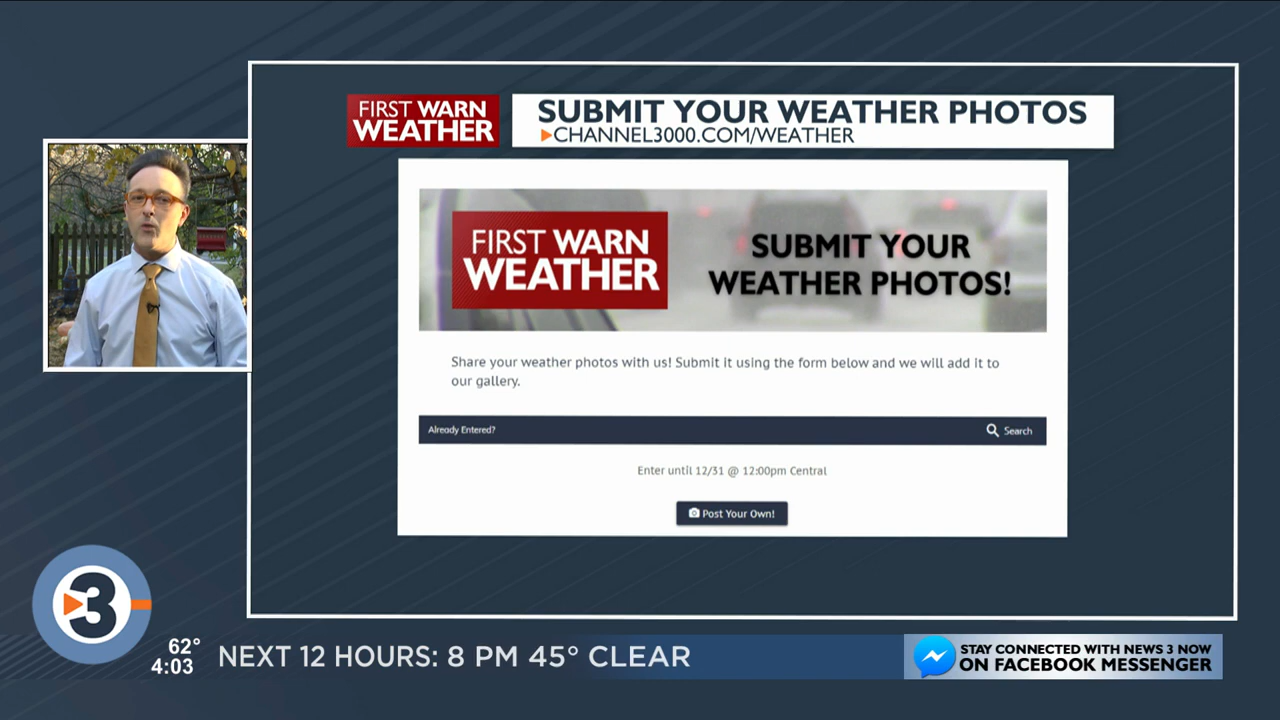 FIRST WARN
WEATHER
SUBMIT YOUR WEATHER PHOTOS
CHANNEL3000.COM/WEATHER
FIRST WARN
WEATHER
SUBMIT YOUR
WEATHER PHOTOS!
Share your weather photos with us! Submit it using the form below and we will add it to
our gallery.
Already Entered?
Search
Enter until 12/31 @ 12:00pm Central
Post Your Own!
3
62°
4:03
NEXT 12 HOURS: 8 PM 45° CLEAR
STAY CONNECTED WITH NEWS 3 NOW
ON FACEBOOK MESSENGER